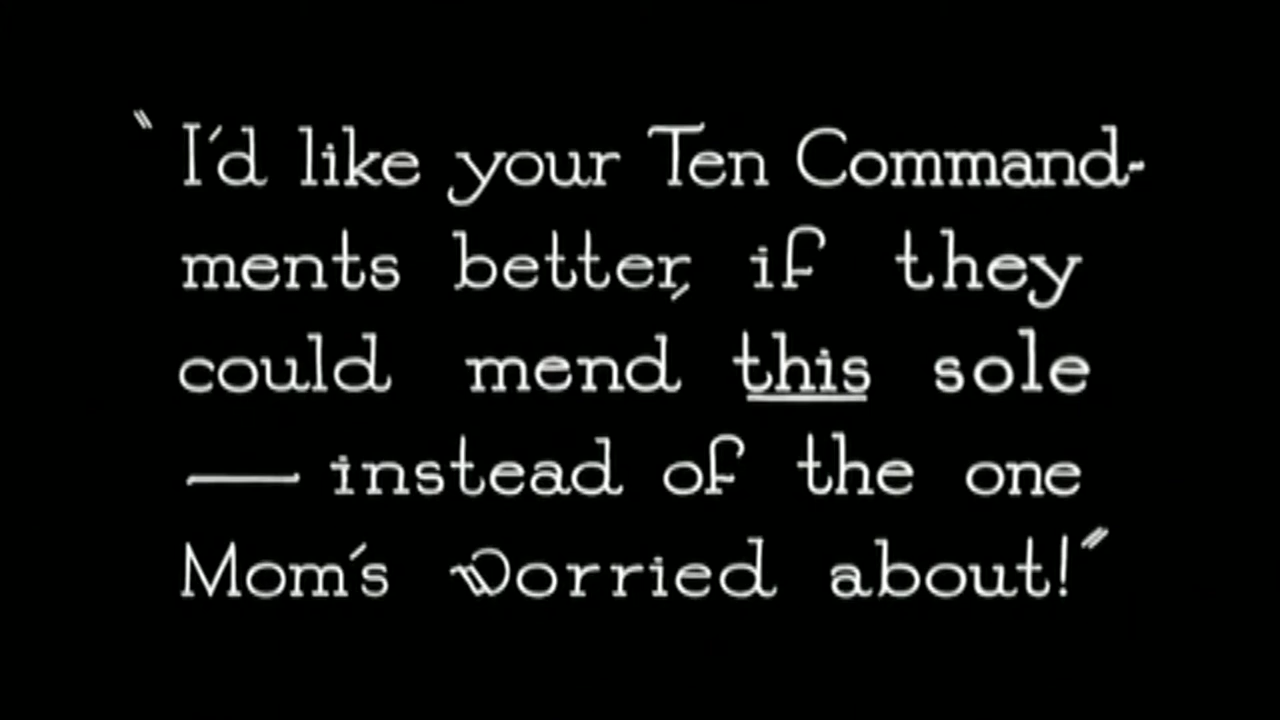 "I'd like your Ten Command-
ments better, if they
could mend this sole
— instead of the one
Mom's worried about!"